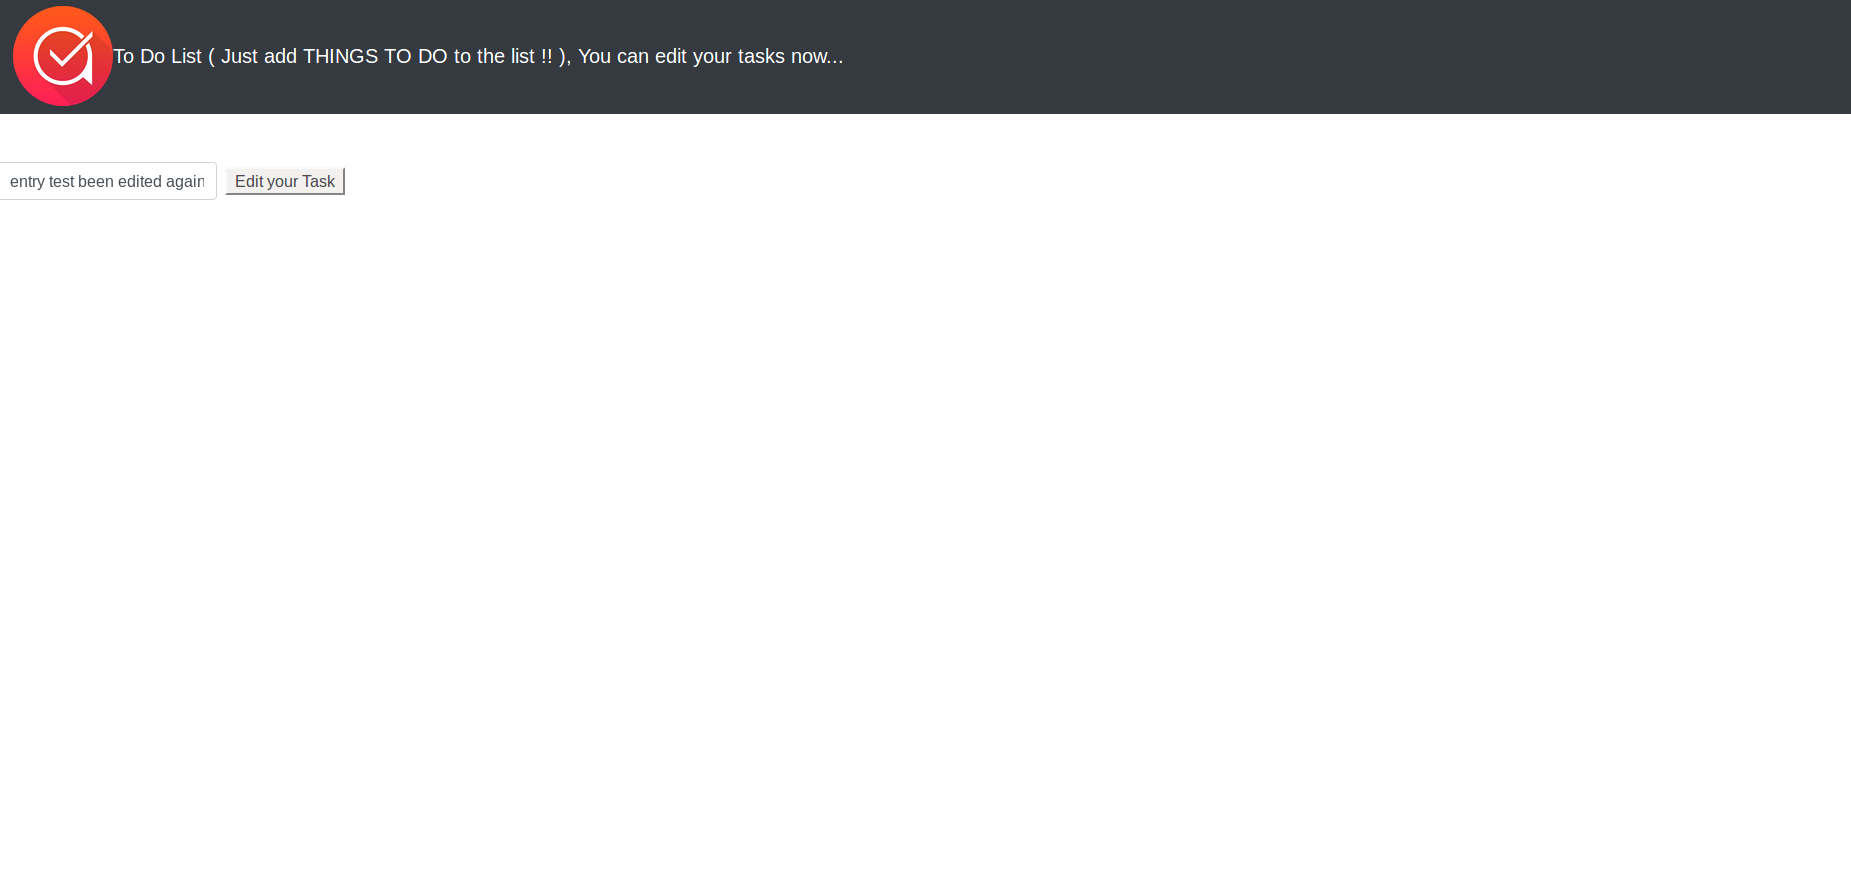 To Do List ( Just add THINGS TO DO to the list !! ), You can edit your tasks now...
entry test been edited again
Edit your Task